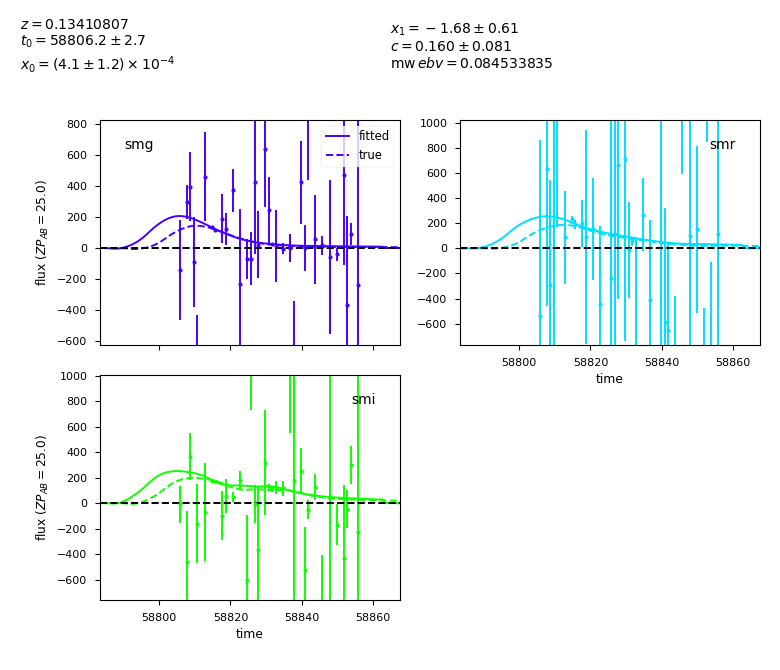 z = 0.13410807
t₀ = 58806.2 ± 2.7
x₀ = (4.1 ± 1.2) × 10⁻⁴
x₁ = −1.68 ± 0.61
c = 0.160 ± 0.081
mw ebv = 0.084533835
smg
fitted
true
800
600
400
200
0
−200
−400
−600
flux (ZP_AB = 25.0)
smr
1000
800
600
400
200
0
−200
−400
−600
58800 58820 58840 58860
time
smi
1000
800
600
400
200
0
−200
−400
−600
flux (ZP_AB = 25.0)
58800 58820 58840 58860
time